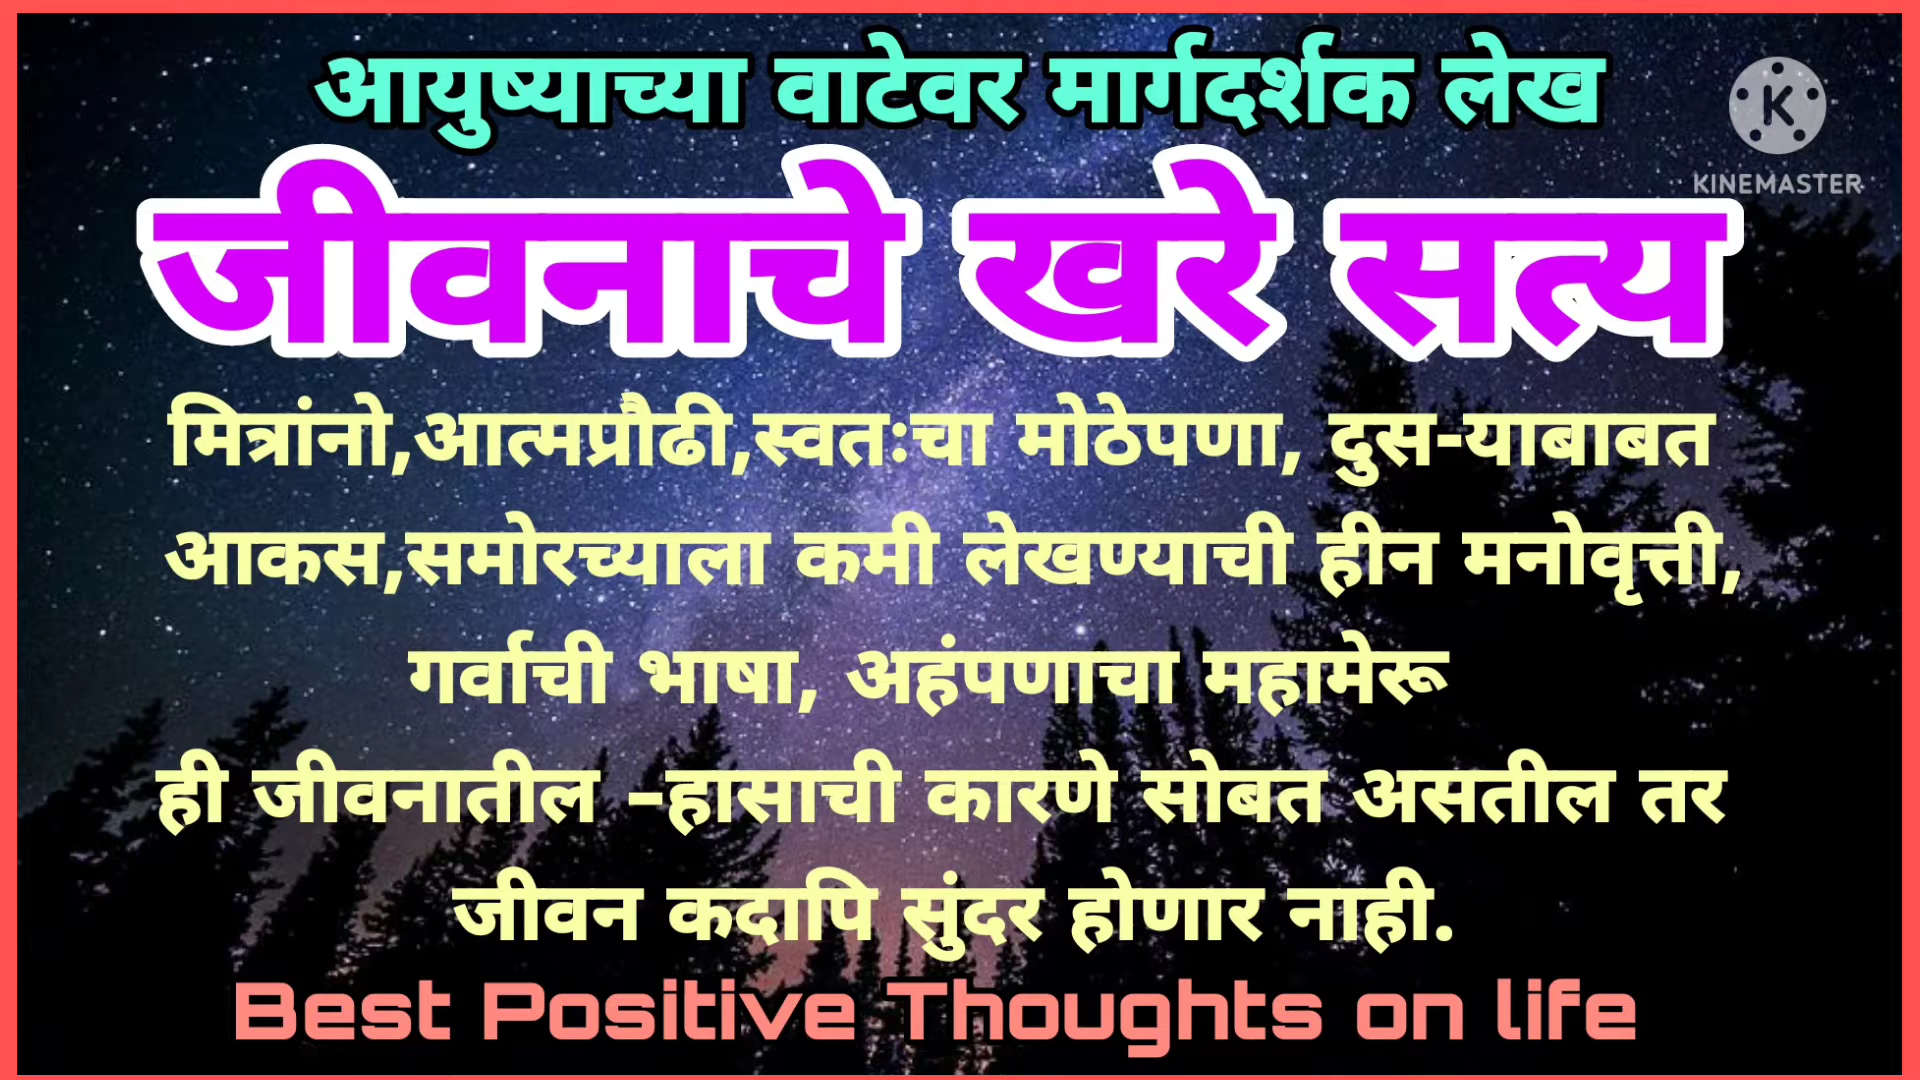 आयुष्याच्या वाटेवर मार्गदर्शक लेख
K
KINEMASTER
जीवनाचे खरे सत्य
मित्रांनो,आत्मप्रौढी,स्वतःचा मोठेपणा, दुस-याबाबत
आकस,समोरच्याला कमी लेखण्याची हीन मनोवृत्ती,
गर्वाची भाषा, अहंपणाचा महामेरू
ही जीवनातील –हासाची कारणे सोबत असतील तर
जीवन कदापि सुंदर होणार नाही.
Best Positive Thoughts on life